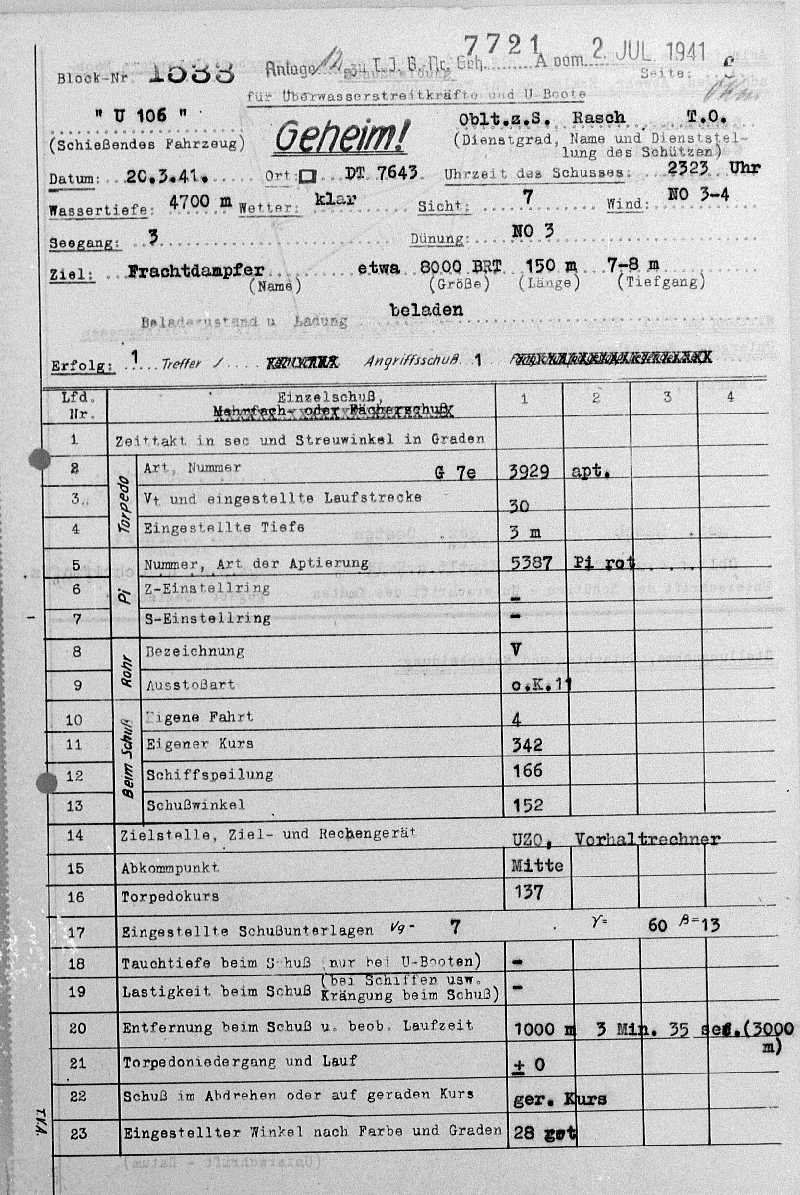 7721 2. JUL 1941
Anlage 12 zu T.I.B.-Nr. Geh. A vom
Block-Nr. 1533 Schussmeldung Seite:
für Überwasserstreitkräfte und U-Boote
" U 106 " Geheim! Oblt.z.S. Rasch T.O.
(Schießendes Fahrzeug) (Dienstgrad, Name und Dienststel-
lung des Schützen)
Datum: 20.3.41. Ort: DT 7643 Uhrzeit des Schusses: 2323 Uhr
Wassertiefe: 4700 m Wetter: klar Sicht: 7 Wind: NO 3-4
Seegang: 3 Dünung: NO 3
Ziel: Frachtdampfer etwa 8000 BRT 150 m 7-8 m
(Name) (Größe) (Länge) (Tiefgang)
beladen
Beladezustand u Ladung
Erfolg: 1 Treffer / Angriffsschuß 1
Lfd. Nr. Einzelschuß, 1 2 3 4
Mehrfach- oder Fächerschuß
1 Zeittakt in sec und Streuwinkel in Graden
Torpedo
2 Art, Nummer G 7e 3929 apt.
3. Vt und eingestellte Laufstrecke 30
4 Eingestellte Tiefe 3 m
Pi
5 Nummer, Art der Aptierung 5387 Pi rot
6 Z-Einstellring -
7 S-Einstellring -
Rohr
8 Bezeichnung V
9 Ausstoßart o.K.11
Beim Schuß
10 Eigene Fahrt 4
11 Eigener Kurs 342
12 Schiffspeilung 166
13 Schußwinkel 152
14 Zielstelle, Ziel- und Rechengerät UZO, Vorhaltrechner
15 Abkommpunkt Mitte
16 Torpedokurs 137
17 Eingestellte Schußunterlagen Vg- 7 γ= 60 β=13
18 Tauchtiefe beim Schuß (nur bei U-Booten) -
19 Lastigkeit beim Schuß (bei Schiffen usw. Krängung beim Schuß) -
20 Entfernung beim Schuß u. beob. Laufzeit 1000 m 3 Min. 35 sec.(3000
m)
21 Torpedoniedergang und Lauf ± 0
22 Schuß im Abdrehen oder auf geraden Kurs ger. Kurs
23 Eingestellter Winkel nach Farbe und Graden 28
T.V.A.